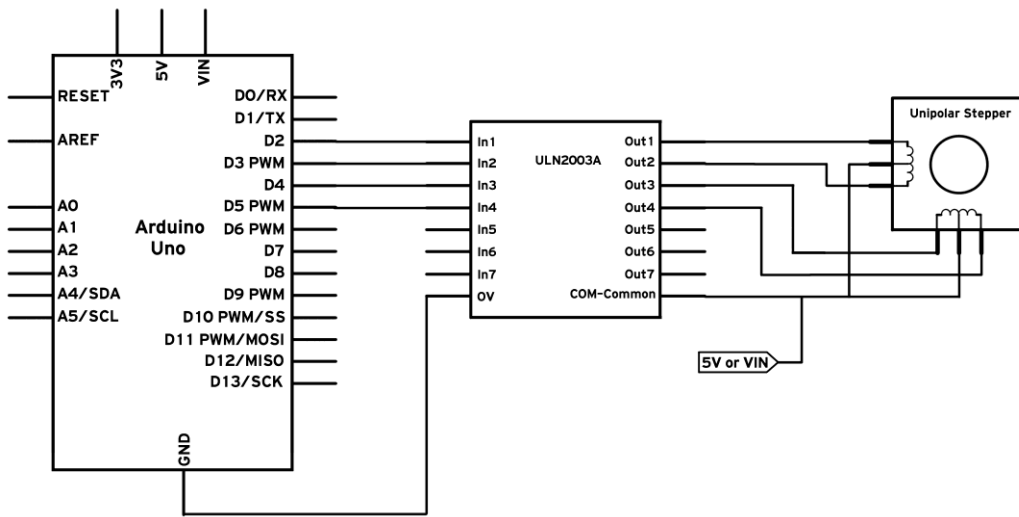 3V3
5V
VIN
RESET
AREF
A0
A1
A2
A3
A4/SDA
A5/SCL
Arduino
Uno
D0/RX
D1/TX
D2
D3 PWM
D4
D5 PWM
D6 PWM
D7
D8
D9 PWM
D10 PWM/SS
D11 PWM/MOSI
D12/MISO
D13/SCK
GND
In1
In2
In3
In4
In5
In6
In7
0V
ULN2003A
Out1
Out2
Out3
Out4
Out5
Out6
Out7
COM-Common
5V or VIN
Unipolar Stepper